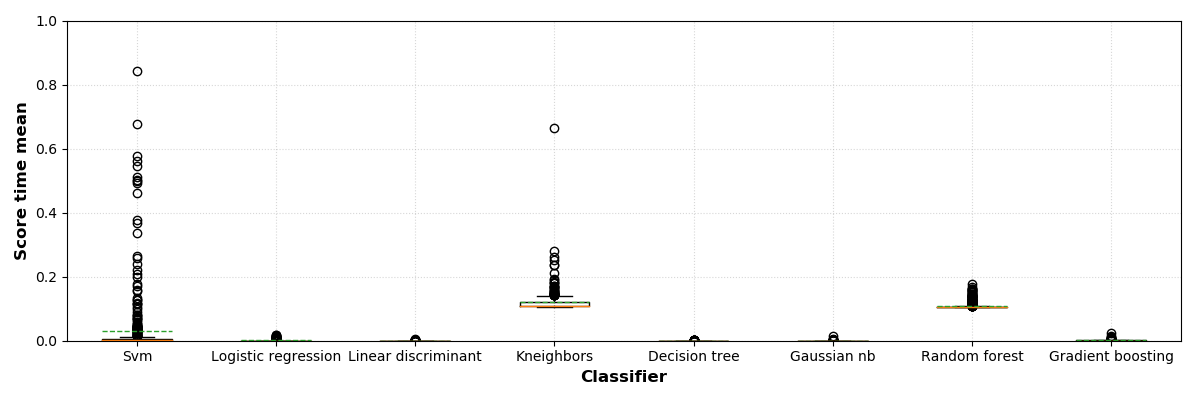 Score time mean
1.0
0.8
0.6
0.4
0.2
0.0
Svm Logistic regression Linear discriminant Kneighbors Decision tree Gaussian nb Random forest Gradient boosting
Classifier